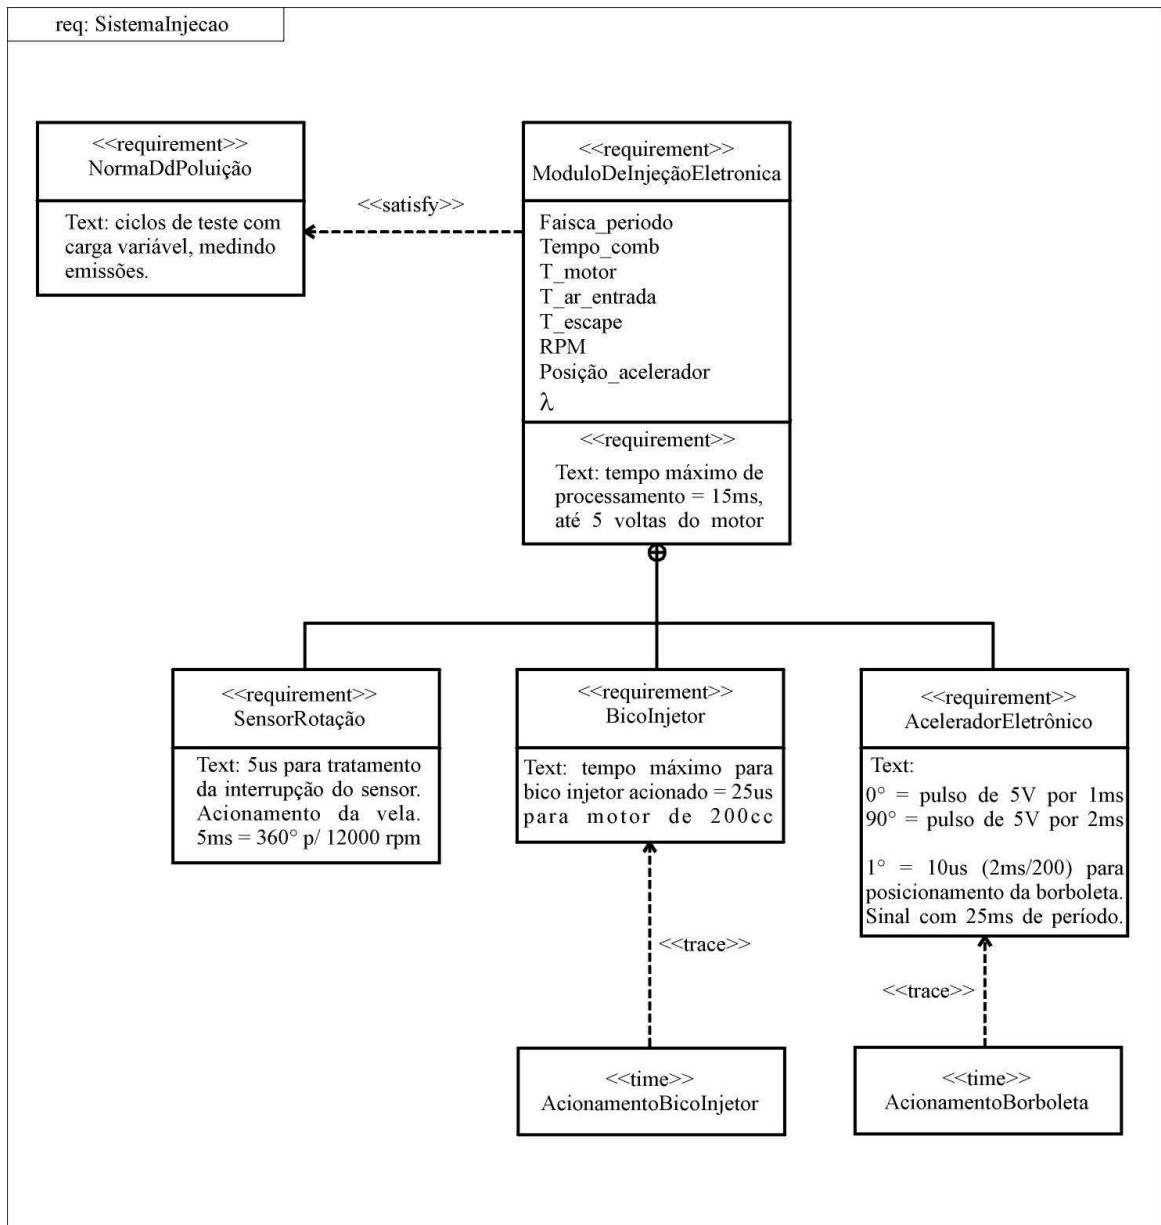 req: SistemaInjecao
<<requirement>>
NormaDdPoluição
Text: ciclos de teste com
carga variável, medindo
emissões.
<<satisfy>>
<<requirement>>
ModuloDeInjeçãoEletronica
Faisca_periodo
Tempo_comb
T_motor
T_ar_entrada
T_escape
RPM
Posição_acelerador
λ
<<requirement>>
Text: tempo máximo de
processamento = 15ms,
até 5 voltas do motor
<<requirement>>
SensorRotação
Text: 5us para tratamento
da interrupção do sensor.
Acionamento da vela.
5ms = 360° p/ 12000 rpm
<<requirement>>
BicoInjetor
Text: tempo máximo para
bico injetor acionado = 25us
para motor de 200cc
<<requirement>>
AceleradorEletrônico
Text:
0° = pulso de 5V por 1ms
90° = pulso de 5V por 2ms
1° = 10us (2ms/200) para
posicionamento da borboleta.
Sinal com 25ms de período.
<<trace>>
<<trace>>
<<time>>
AcionamentoBicoInjetor
<<time>>
AcionamentoBorboleta